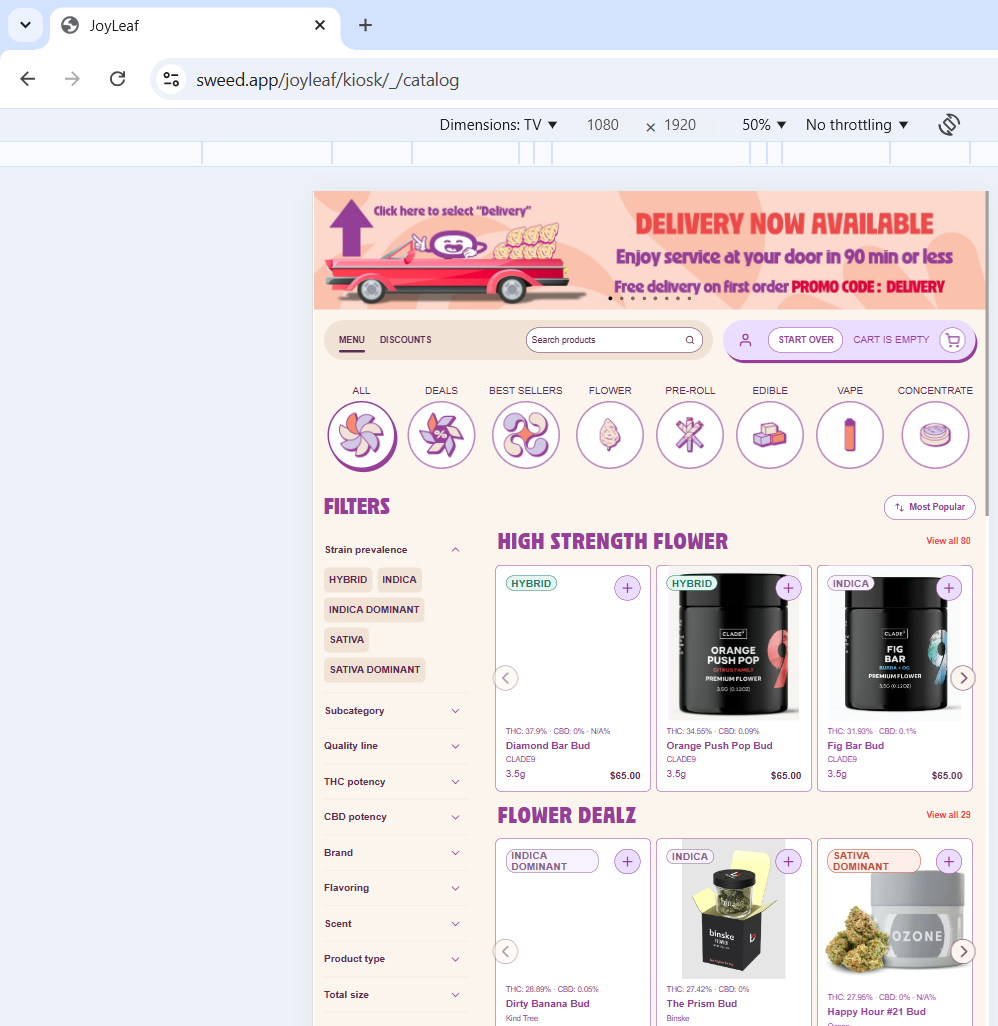 JoyLeaf
sweed.app/joyleaf/kiosk/_/catalog
Dimensions: TV 1080 × 1920 50% No throttling
Click here to select "Delivery"
DELIVERY NOW AVAILABLE
Enjoy service at your door in 90 min or less
Free delivery on first order PROMO CODE: DELIVERY
MENU DISCOUNTS Search products START OVER CART IS EMPTY
ALL DEALS BEST SELLERS FLOWER PRE-ROLL EDIBLE VAPE CONCENTRATE
FILTERS
Most Popular
Strain prevalence
HYBRID INDICA
INDICA DOMINANT
SATIVA
SATIVA DOMINANT
Subcategory
Quality line
THC potency
CBD potency
Brand
Flavoring
Scent
Product type
Total size
HIGH STRENGTH FLOWER View all 80
HYBRID
THC: 37.9% · CBD: 0% - N/A%
Diamond Bar Bud
CLADE9
3.5g $65.00
HYBRID
CLADE9
ORANGE
PUSH POP
CITRUS FAMILY
PREMIUM FLOWER
3.5G (0.12OZ)
9
THC: 34.55% · CBD: 0.09%
Orange Push Pop Bud
CLADE9
3.5g $65.00
INDICA
CLADE9
FIG
BAR
BUBBA + OG
PREMIUM FLOWER
3.5G (0.12OZ)
9
THC: 31.93% · CBD: 0.1%
Fig Bar Bud
CLADE9
3.5g $65.00
FLOWER DEALZ View all 29
INDICA
DOMINANT
THC: 28.89% · CBD: 0.05%
Dirty Banana Bud
Kind Tree
INDICA
binske
binske
FLOWER
THC: 27.42% · CBD: 0%
The Prism Bud
Binske
SATIVA
DOMINANT
OZONE
THC: 27.95% · CBD: 0% - N/A%
Happy Hour #21 Bud